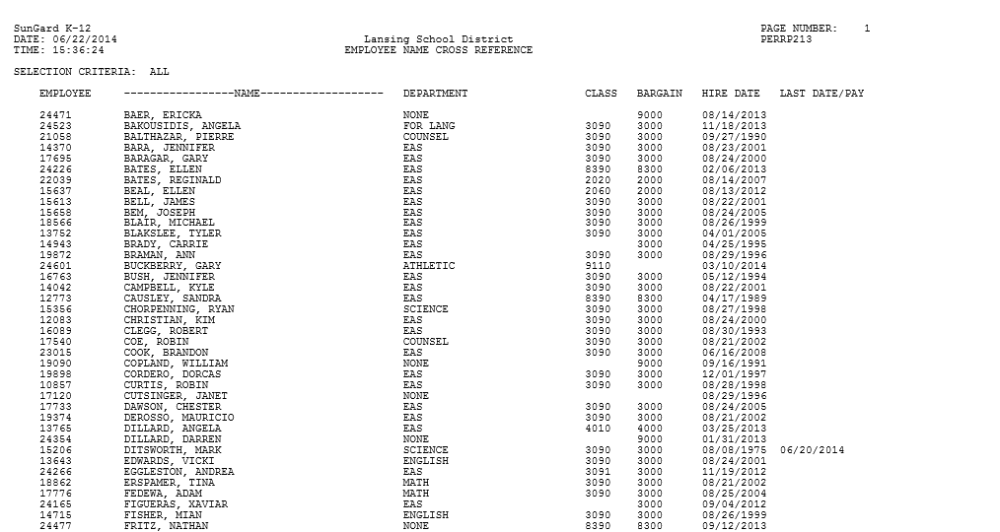 SunGard K-12 PAGE NUMBER: 1
DATE: 06/22/2014 Lansing School District PERRP213
TIME: 15:36:24 EMPLOYEE NAME CROSS REFERENCE
SELECTION CRITERIA: ALL
EMPLOYEE -----------------NAME------------------- DEPARTMENT CLASS BARGAIN HIRE DATE LAST DATE/PAY
24471 BAER, ERICKA NONE 9000 08/14/2013
24523 BAKOUSIDIS, ANGELA FOR LANG 3090 3000 11/18/2013
21058 BALTHAZAR, PIERRE COUNSEL 3090 3000 09/27/1990
14370 BARA, JENNIFER EAS 3090 3000 08/23/2001
17695 BARAGAR, GARY EAS 3090 3000 08/24/2000
24226 BATES, ELLEN EAS 8390 8300 02/06/2013
22039 BATES, REGINALD EAS 2020 2000 08/14/2007
15637 BEAL, ELLEN EAS 2060 2000 08/13/2012
15613 BELL, JAMES EAS 3090 3000 08/22/2001
15658 BEM, JOSEPH EAS 3090 3000 08/24/2005
18566 BLAIR, MICHAEL EAS 3090 3000 08/26/1999
13752 BLAKSLEE, TYLER EAS 3090 3000 04/01/2005
14943 BRADY, CARRIE EAS 3000 04/25/1995
19872 BRAMAN, ANN EAS 3090 3000 08/29/1996
24601 BUCKBERRY, GARY ATHLETIC 9110 03/10/2014
16763 BUSH, JENNIFER EAS 3090 3000 05/12/1994
14042 CAMPBELL, KYLE EAS 3090 3000 08/22/2001
12773 CAUSLEY, SANDRA EAS 8390 8300 04/17/1989
15356 CHORPENNING, RYAN SCIENCE 3090 3000 08/27/1998
12083 CHRISTIAN, KIM EAS 3090 3000 08/24/2000
16089 CLEGG, ROBERT EAS 3090 3000 08/30/1993
17540 COE, ROBIN COUNSEL 3090 3000 08/21/2002
23015 COOK, BRANDON EAS 3090 3000 06/16/2008
19090 COPLAND, WILLIAM NONE 9000 09/16/1991
19898 CORDERO, DORCAS EAS 3090 3000 12/01/1997
10857 CURTIS, ROBIN EAS 3090 3000 08/28/1998
17120 CUTSINGER, JANET NONE 08/29/1996
17733 DAWSON, CHESTER EAS 3090 3000 08/24/2005
19374 DEROSSO, MAURICIO EAS 3090 3000 08/21/2002
13765 DILLARD, ANGELA EAS 4010 4000 03/25/2013
24354 DILLARD, DARREN NONE 9000 01/31/2013
15206 DITSWORTH, MARK SCIENCE 3090 3000 08/08/1975 06/20/2014
13643 EDWARDS, VICKI ENGLISH 3090 3000 08/24/2001
24266 EGGLESTON, ANDREA EAS 3091 3000 11/19/2012
18862 ERSPAMER, TINA MATH 3090 3000 08/21/2002
17776 FEDEWA, ADAM MATH 3090 3000 08/25/2004
24165 FIGUERAS, XAVIAR EAS 3000 09/04/2012
14715 FISHER, MIAN ENGLISH 3090 3000 08/26/1999
24477 FRITZ, NATHAN NONE 8390 8300 09/12/2013